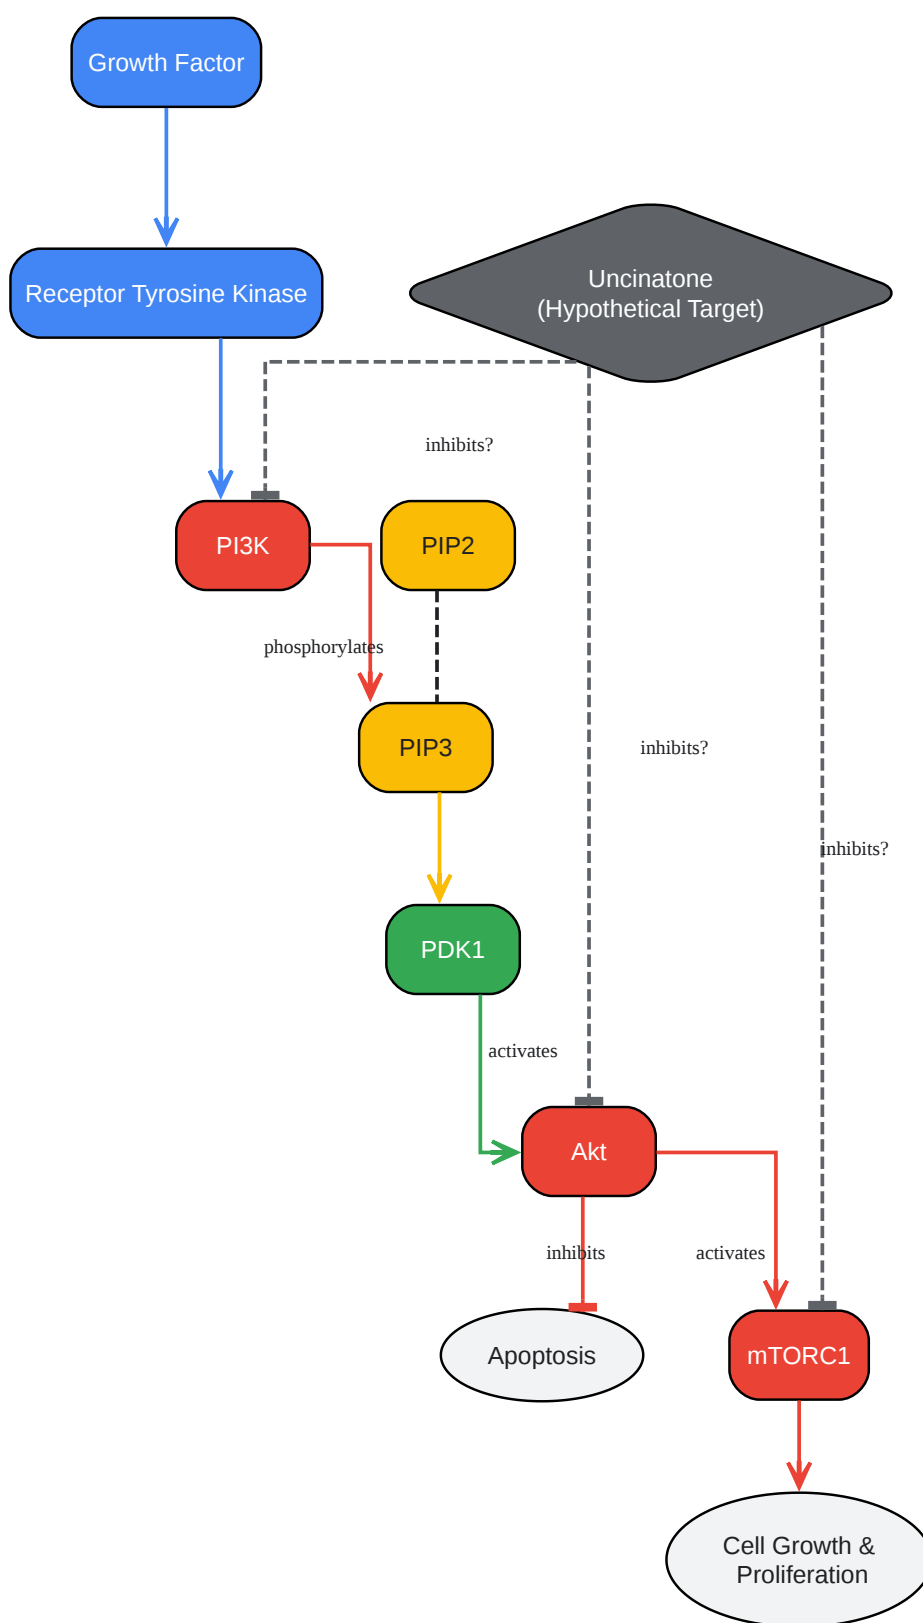 Growth Factor
Receptor Tyrosine Kinase
Uncinatone
(Hypothetical Target)
inhibits?
PI3K
PIP2
phosphorylates
PIP3
inhibits?
inhibits?
PDK1
activates
Akt
inhibits
activates
Apoptosis
mTORC1
Cell Growth &
Proliferation